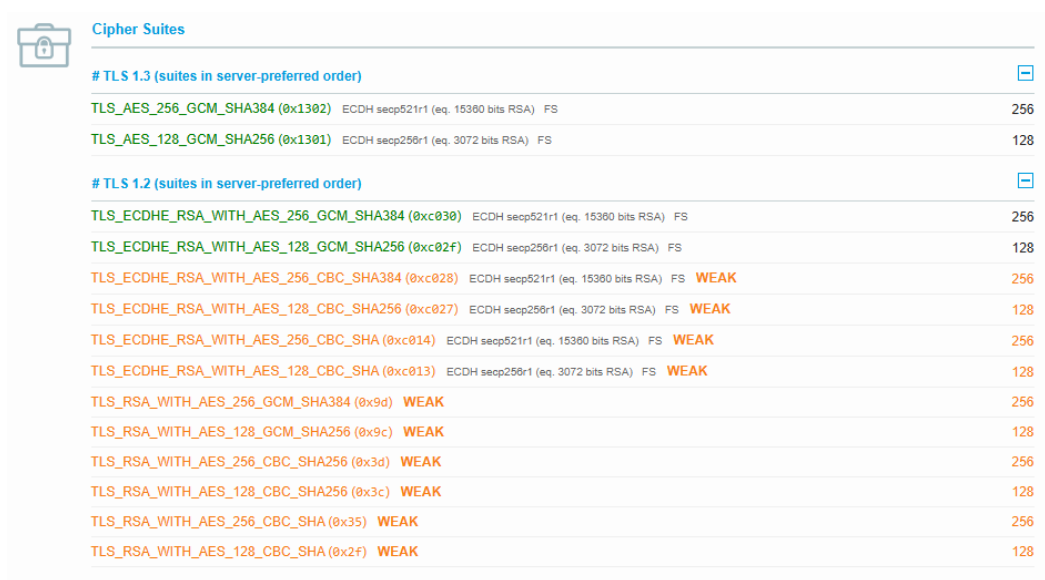 Cipher Suites
# TLS 1.3 (suites in server-preferred order)
TLS_AES_256_GCM_SHA384 (0x1302) ECDH secp521r1 (eq. 15360 bits RSA) FS 256
TLS_AES_128_GCM_SHA256 (0x1301) ECDH secp256r1 (eq. 3072 bits RSA) FS 128
# TLS 1.2 (suites in server-preferred order)
TLS_ECDHE_RSA_WITH_AES_256_GCM_SHA384 (0xc030) ECDH secp521r1 (eq. 15360 bits RSA) FS 256
TLS_ECDHE_RSA_WITH_AES_128_GCM_SHA256 (0xc02f) ECDH secp256r1 (eq. 3072 bits RSA) FS 128
TLS_ECDHE_RSA_WITH_AES_256_CBC_SHA384 (0xc028) ECDH secp521r1 (eq. 15360 bits RSA) FS WEAK 256
TLS_ECDHE_RSA_WITH_AES_128_CBC_SHA256 (0xc027) ECDH secp256r1 (eq. 3072 bits RSA) FS WEAK 128
TLS_ECDHE_RSA_WITH_AES_256_CBC_SHA (0xc014) ECDH secp521r1 (eq. 15360 bits RSA) FS WEAK 256
TLS_ECDHE_RSA_WITH_AES_128_CBC_SHA (0xc013) ECDH secp256r1 (eq. 3072 bits RSA) FS WEAK 128
TLS_RSA_WITH_AES_256_GCM_SHA384 (0x9d) WEAK 256
TLS_RSA_WITH_AES_128_GCM_SHA256 (0x9c) WEAK 128
TLS_RSA_WITH_AES_256_CBC_SHA256 (0x3d) WEAK 256
TLS_RSA_WITH_AES_128_CBC_SHA256 (0x3c) WEAK 128
TLS_RSA_WITH_AES_256_CBC_SHA (0x35) WEAK 256
TLS_RSA_WITH_AES_128_CBC_SHA (0x2f) WEAK 128